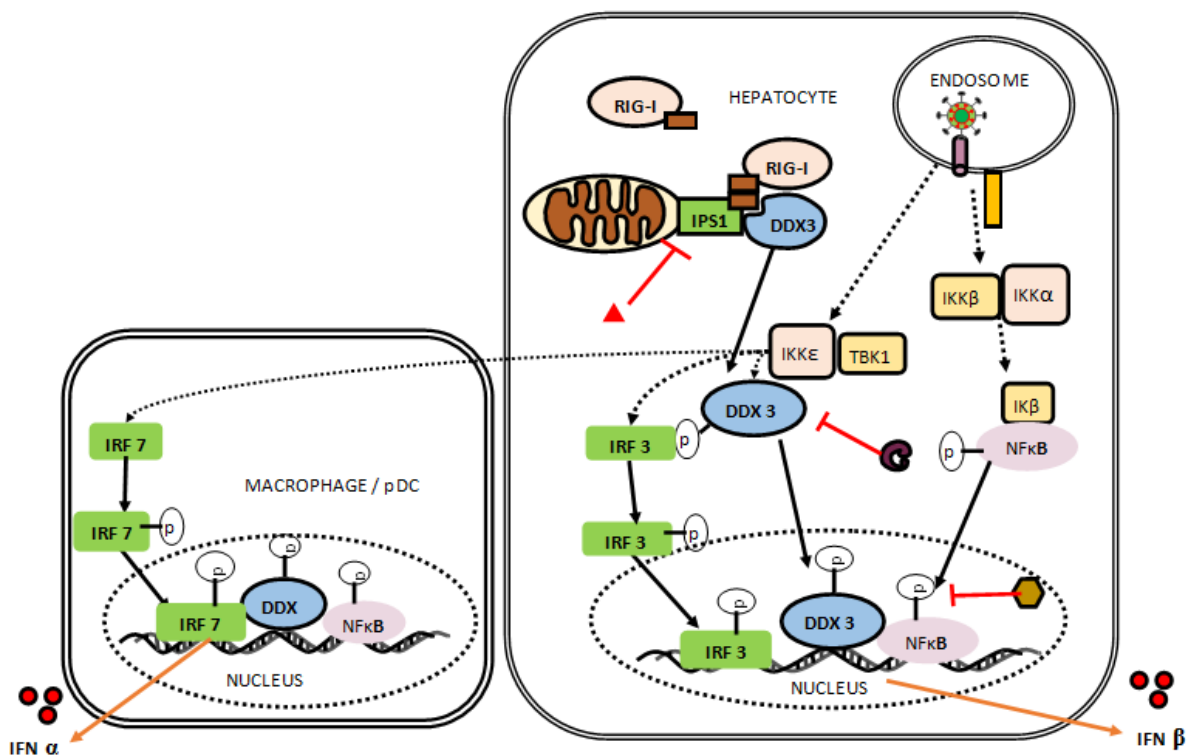 ENDOSOME
HEPATOCYTE
RIG-I
RIG-I
IPS1
DDX3
IKKβ
IKKα
IKKε
TBK1
DDX 3
Iκβ
IRF 7
IRF 3
p
p
NFκB
MACROPHAGE / pDC
IRF 7
p
IRF 3
p
p
p
p
p
p
p
DDX
IRF 7
NFκB
DDX 3
NFκB
IRF 3
NUCLEUS
NUCLEUS
IFN α
IFN β